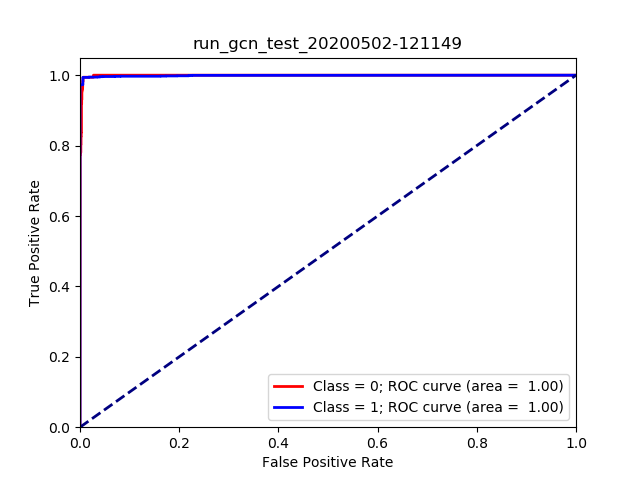 run_gcn_test_20200502-121149
1.0
0.8
0.6
0.4
0.2
0.0
True Positive Rate
Class = 0; ROC curve (area =  1.00)
Class = 1; ROC curve (area =  1.00)
0.0 0.2 0.4 0.6 0.8 1.0
False Positive Rate